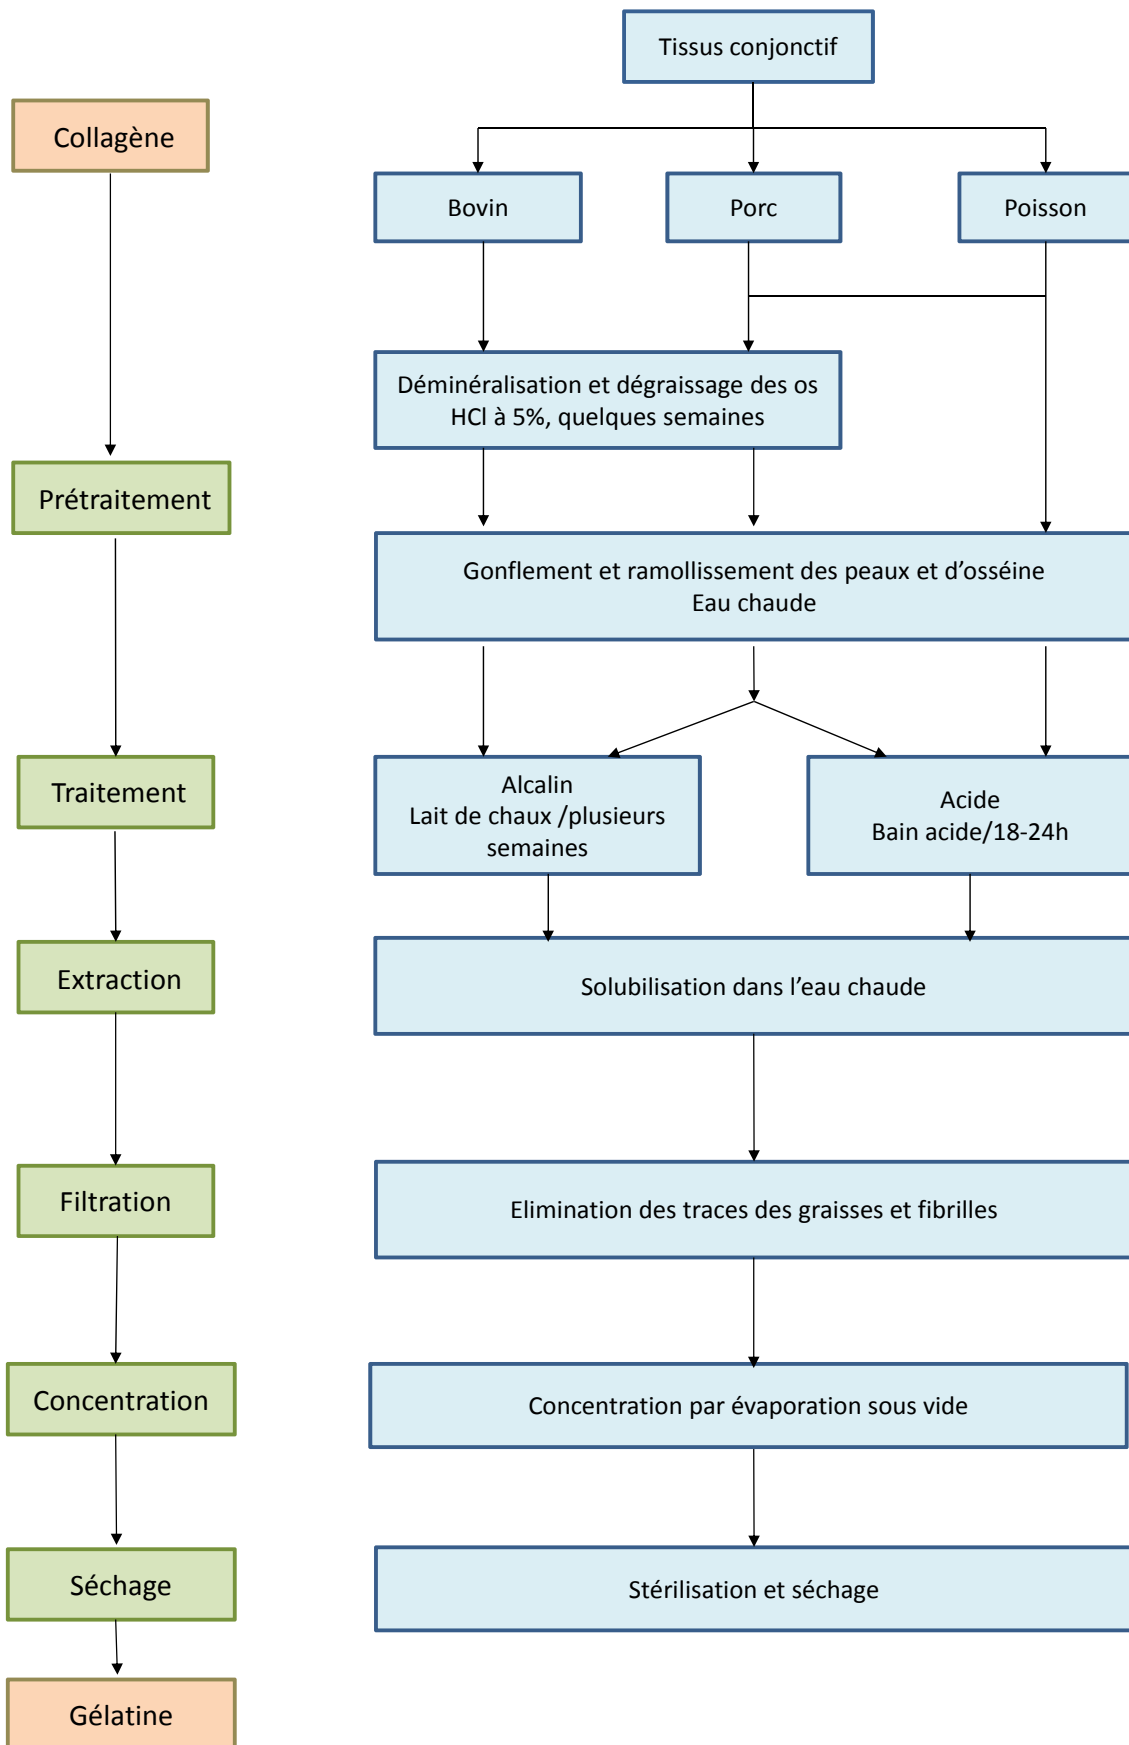 Tissus conjonctif
Collagène
Bovin
Porc
Poisson
Déminéralisation et dégraissage des os
HCl à 5%, quelques semaines
Prétraitement
Gonflement et ramollissement des peaux et d’osséine
Eau chaude
Traitement
Alcalin
Lait de chaux /plusieurs
semaines
Acide
Bain acide/18-24h
Extraction
Solubilisation dans l’eau chaude
Filtration
Elimination des traces des graisses et fibrilles
Concentration
Concentration par évaporation sous vide
Séchage
Stérilisation et séchage
Gélatine